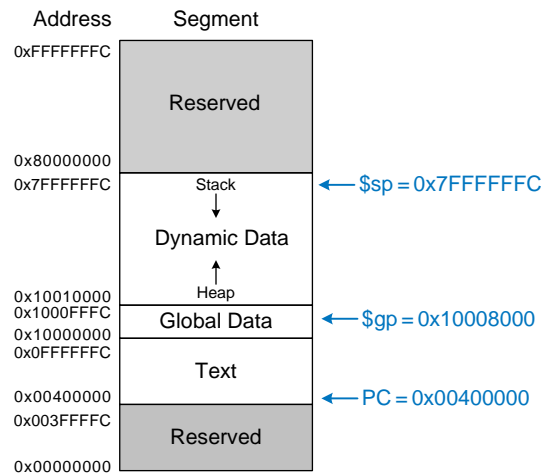 Address Segment
0xFFFFFFFC
Reserved
0x80000000
0x7FFFFFFC Stack $sp = 0x7FFFFFFC
Dynamic Data
0x10010000 Heap
0x1000FFFC
Global Data $gp = 0x10008000
0x10000000
0x0FFFFFFC
Text
0x00400000 PC = 0x00400000
0x003FFFFC
Reserved
0x00000000